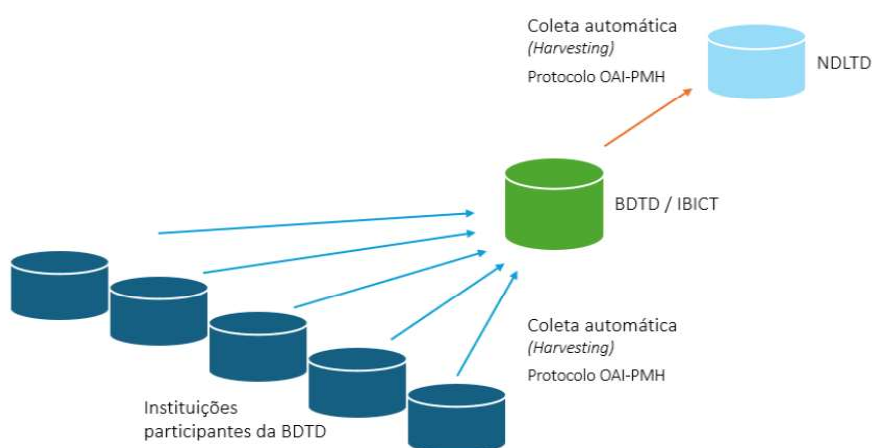 Coleta automática
(Harvesting)
Protocolo OAI-PMH
NDLTD
BDTD / IBICT
Coleta automática
(Harvesting)
Protocolo OAI-PMH
Instituições
participantes da BDTD